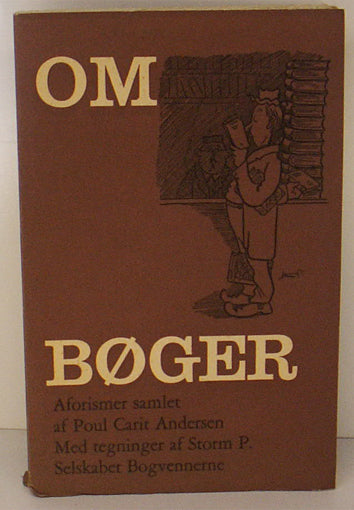 OM
BØGER
Aforismer samlet
af Poul Carit Andersen
Med tegninger af Storm P.
Selskabet Bogvennerne